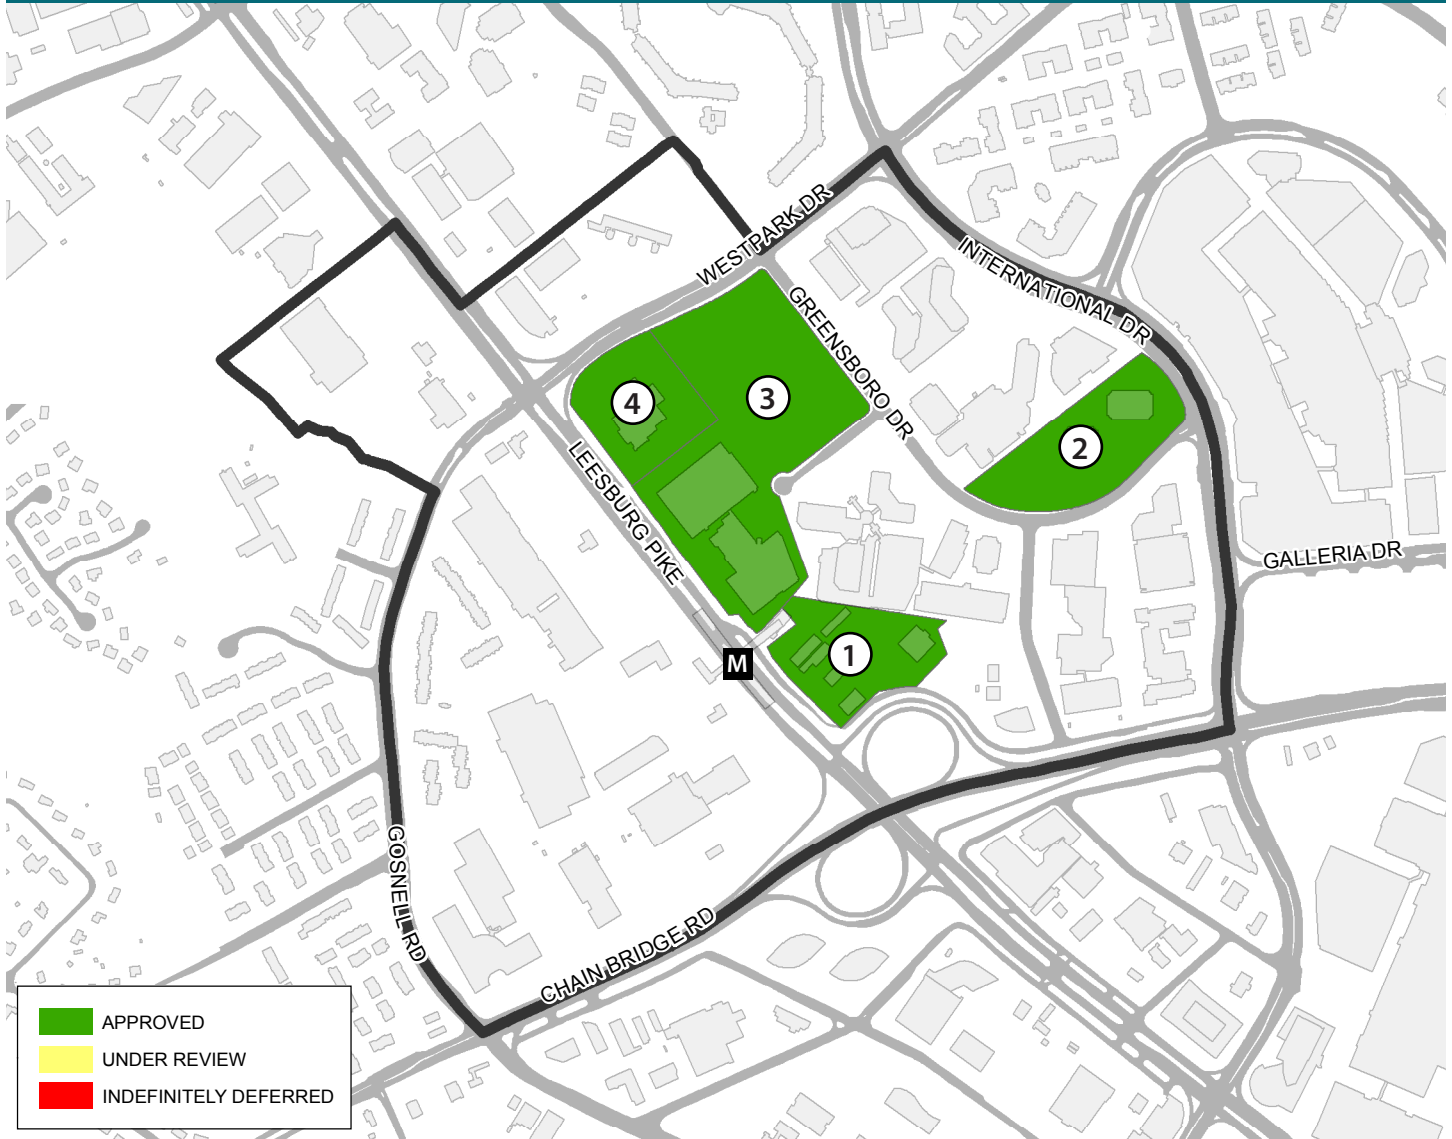 WESTPARK DR
INTERNATIONAL DR
GREENSBORO DR
4
3
2
LEESBURG PIKE
GALLERIA DR
1
M
GOSNELL RD
CHAIN BRIDGE RD
APPROVED
UNDER REVIEW
INDEFINITELY DEFERRED